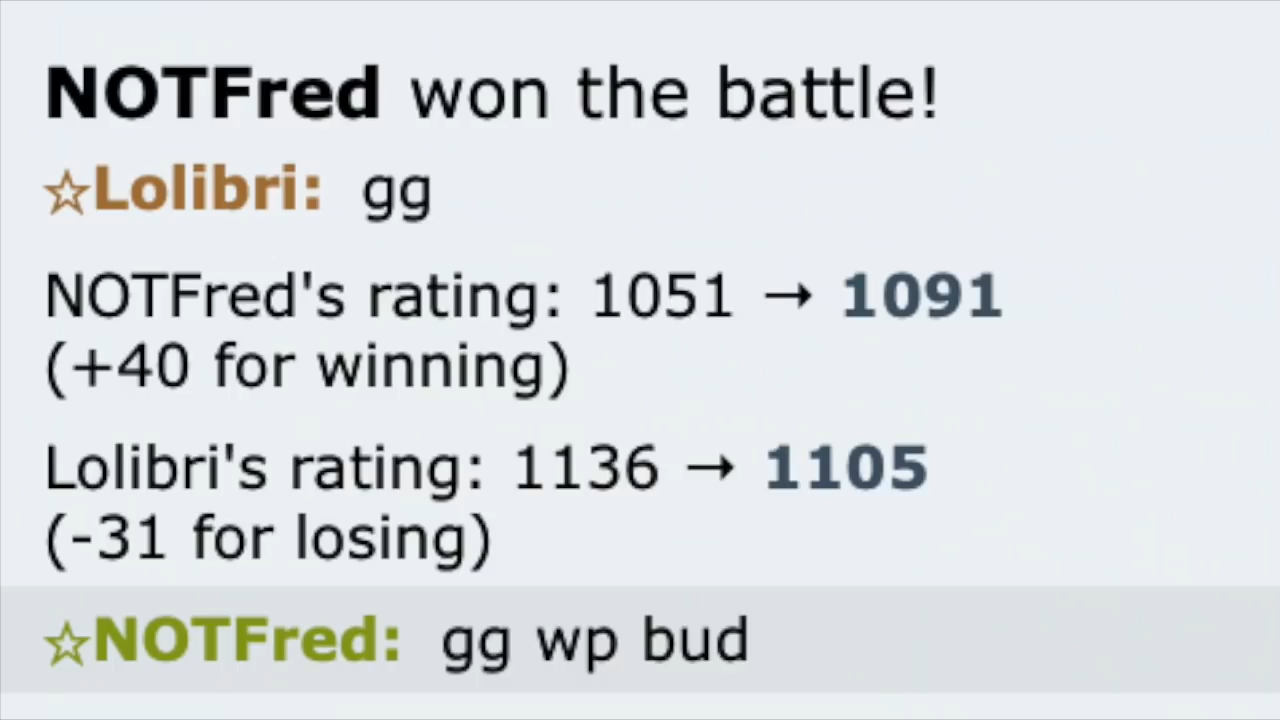 NOTFred won the battle!
☆Lolibri: gg
NOTFred's rating: 1051 → 1091
(+40 for winning)
Lolibri's rating: 1136 → 1105
(-31 for losing)
☆NOTFred: gg wp bud